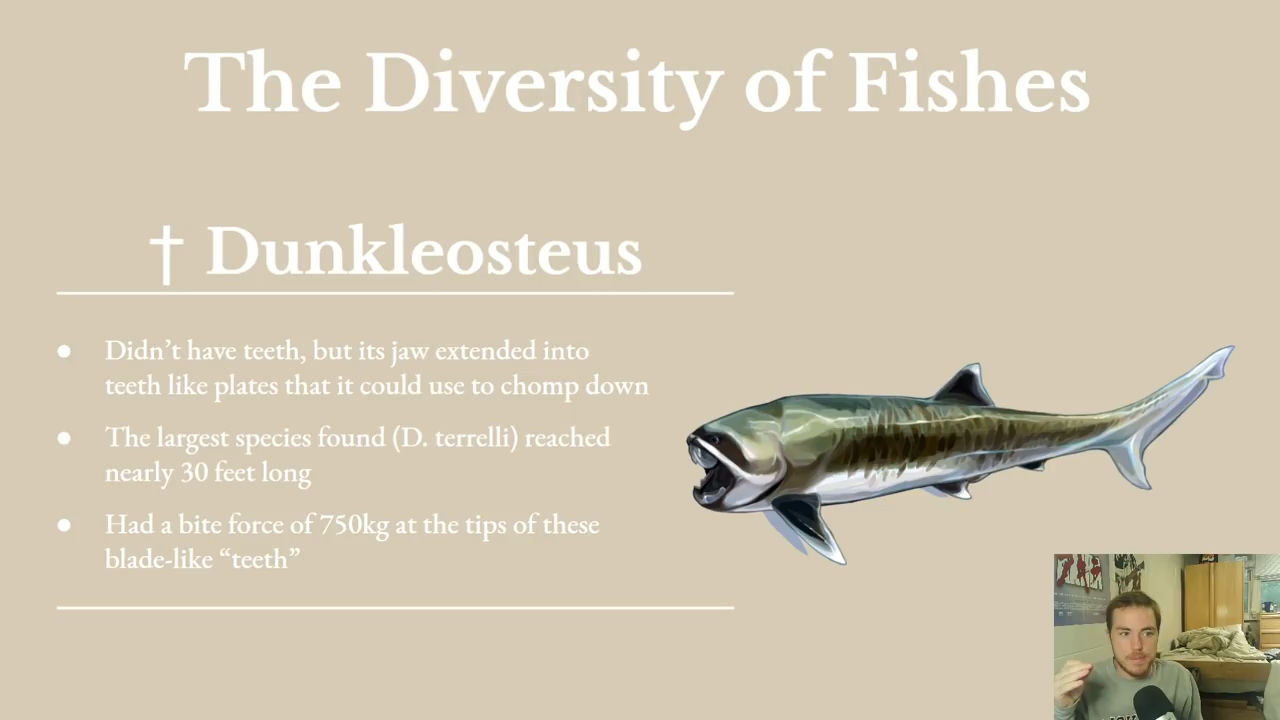 The Diversity of Fishes
† Dunkleosteus
● Didn’t have teeth, but its jaw extended into
teeth like plates that it could use to chomp down
● The largest species found (D. terrelli) reached
nearly 30 feet long
● Had a bite force of 750kg at the tips of these
blade-like “teeth”